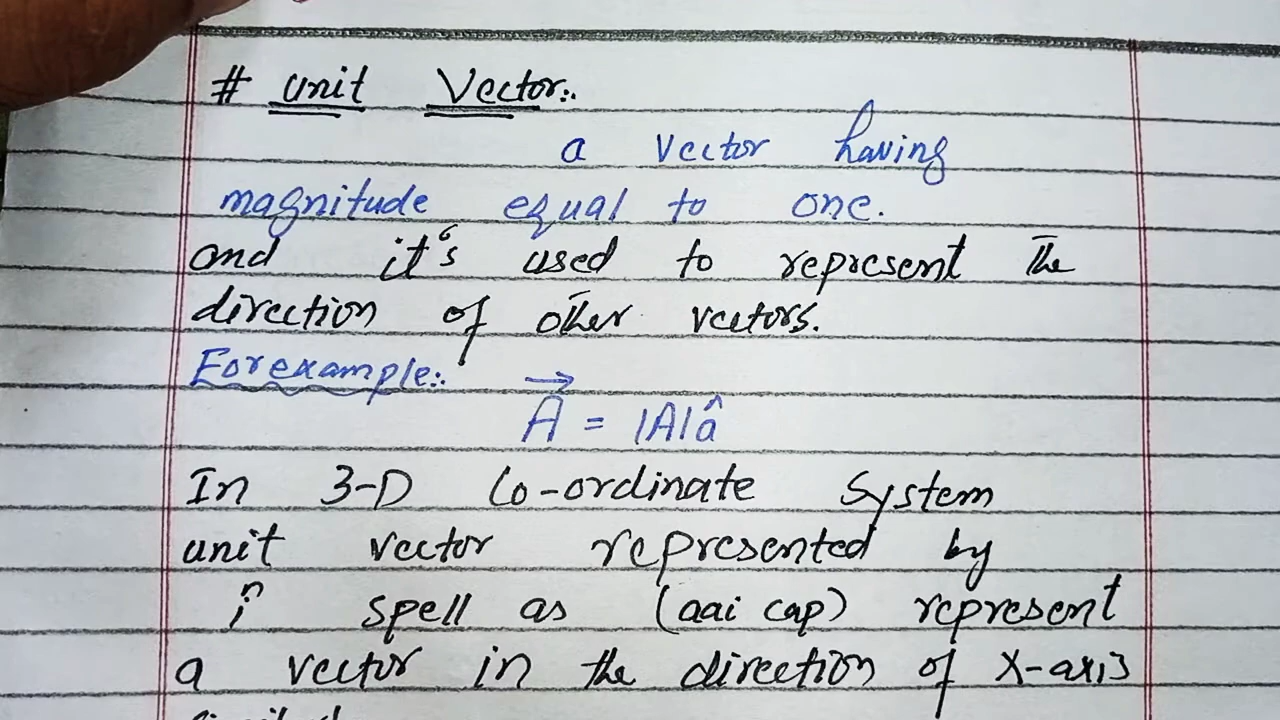 # unit Vector:.
a vector having
magnitude equal to one.
and it's used to represent the
direction of other vectors.
For example:.
A⃗ = |A|â
In 3-D Co-ordinate System
unit vector represented by
î spell as (aai cap) represent
a vector in the direction of X-axis